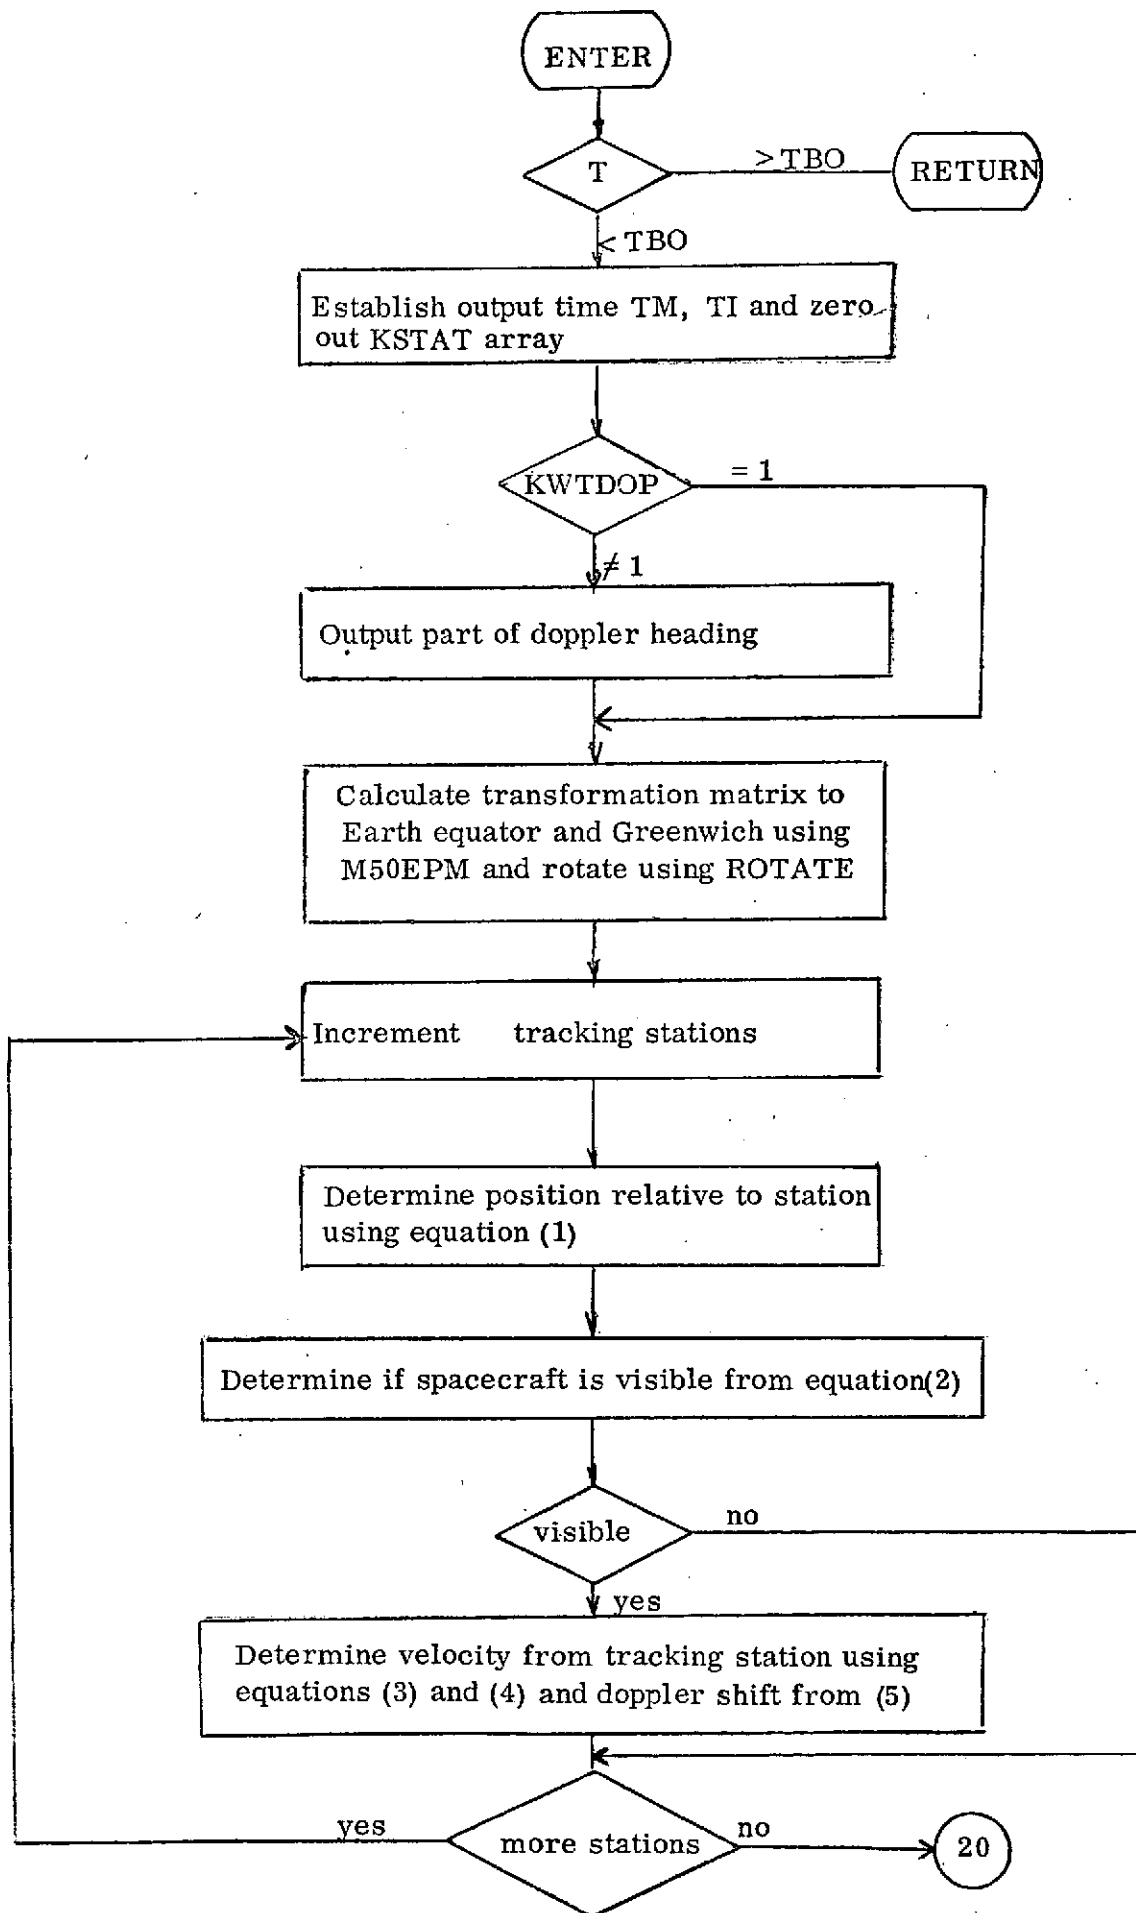 ENTER
T
>TBO
RETURN
< TBO
Establish output time TM, TI and zero
out KSTAT array
KWTDOP
= 1
≠ 1
Output part of doppler heading
Calculate transformation matrix to
Earth equator and Greenwich using
M50EPM and rotate using ROTATE
Increment tracking stations
Determine position relative to station
using equation (1)
Determine if spacecraft is visible from equation(2)
visible
no
yes
Determine velocity from tracking station using
equations (3) and (4) and doppler shift from (5)
yes
more stations
no
20